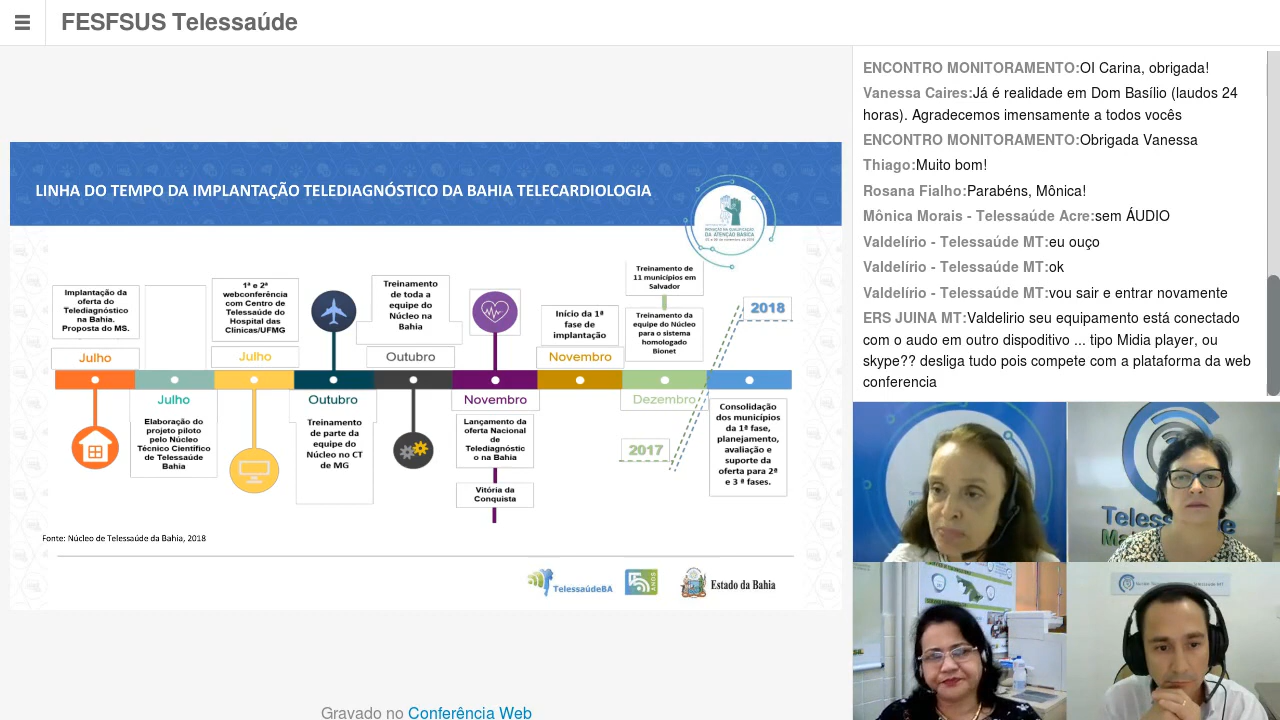 FESFSUS Telessaúde
LINHA DO TEMPO DA IMPLANTAÇÃO TELEDIAGNÓSTICO DA BAHIA TELECARDIOLOGIA
INOVAÇÃO NA QUALIFICAÇÃO
DA ATENÇÃO BÁSICA
Implantação da
oferta do
Telediagnóstico
na Bahia.
Proposta do MS.
Julho
Julho
Elaboração do
projeto piloto
pelo Núcleo
Técnico Cientifico
de Telessaúde
Bahia
1ª e 2ª
webconferência
com Centro de
Telessaúde do
Hospital das
Clinicas/UFMG
Julho
Outubro
Treinamento
de parte da
equipe do
Núcleo no CT
de MG
Treinamento
de toda a
equipe do
Núcleo na
Bahia
Outubro
Novembro
Lançamento da
oferta Nacional
de
Telediagnóstic
o na Bahia
Vitória da
Conquista
Início da 1ª
fase de
implantação
Novembro
Treinamento de
11 municípios em
Salvador
Treinamento da
equipe do Núcleo
para o sistema
homologado
Bionet
Dezembro
2017
2018
Consolidação
dos municípios
da 1ª fase,
planejamento,
avaliação e
suporte da
oferta para 2ª
e 3 ª fases.
Fonte: Núcleo de Telessaúde da Bahia, 2018
TelessaúdeBA
Estado da Bahia
Gravado no Conferência Web
ENCONTRO MONITORAMENTO:OI Carina, obrigada!
Vanessa Caires:Já é realidade em Dom Basílio (laudos 24
horas). Agradecemos imensamente a todos vocês
ENCONTRO MONITORAMENTO:Obrigada Vanessa
Thiago:Muito bom!
Rosana Fialho:Parabéns, Mônica!
Mônica Morais - Telessaúde Acre:sem ÁUDIO
Valdelírio - Telessaúde MT:eu ouço
Valdelírio - Telessaúde MT:ok
Valdelírio - Telessaúde MT:vou sair e entrar novamente
ERS JUINA MT:Valdelirio seu equipamento está conectado
com o audo em outro dispoditivo ... tipo Midia player, ou
skype?? desliga tudo pois compete com a plataforma da web
conferencia